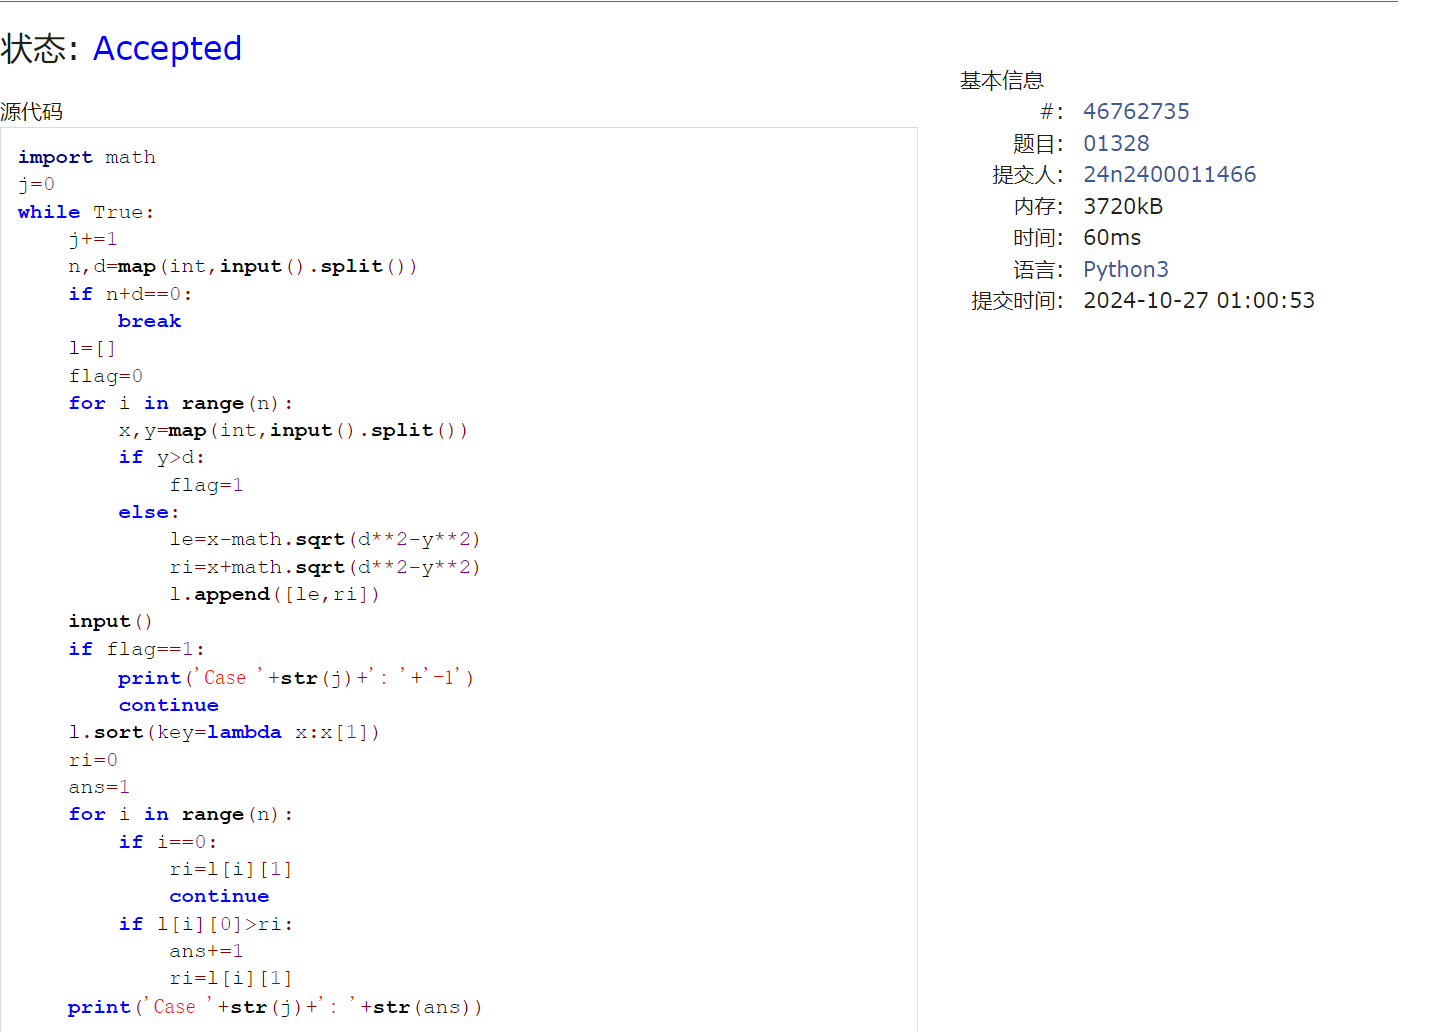 状态: Accepted
源代码
import math
j=0
while True:
    j+=1
    n,d=map(int,input().split())
    if n+d==0:
        break
    l=[]
    flag=0
    for i in range(n):
        x,y=map(int,input().split())
        if y>d:
            flag=1
        else:
            le=x-math.sqrt(d**2-y**2)
            ri=x+math.sqrt(d**2-y**2)
            l.append([le,ri])
    input()
    if flag==1:
        print('Case '+str(j)+': '+'-1')
        continue
    l.sort(key=lambda x:x[1])
    ri=0
    ans=1
    for i in range(n):
        if i==0:
            ri=l[i][1]
            continue
        if l[i][0]>ri:
            ans+=1
            ri=l[i][1]
    print('Case '+str(j)+': '+str(ans))
基本信息
#: 46762735
题目: 01328
提交人: 24n2400011466
内存: 3720kB
时间: 60ms
语言: Python3
提交时间: 2024-10-27 01:00:53